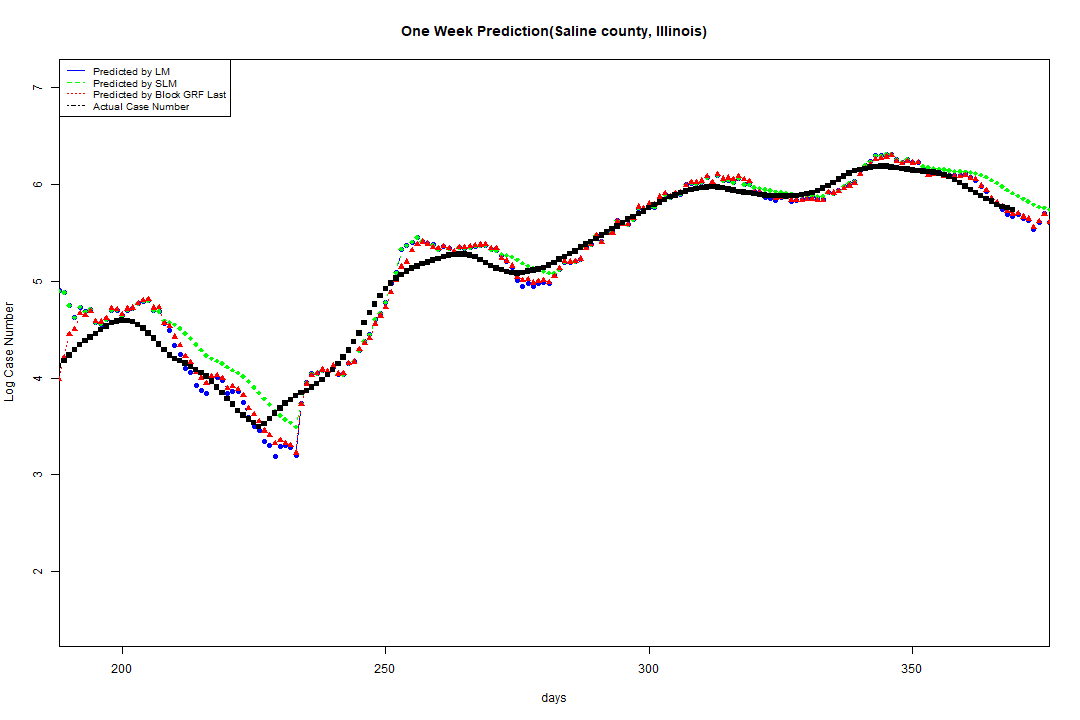 One Week Prediction(Saline county, Illinois)
Predicted by LM
Predicted by SLM
Predicted by Block GRF Last
Actual Case Number
7
6
5
4
3
2
Log Case Number
200 250 300 350
days